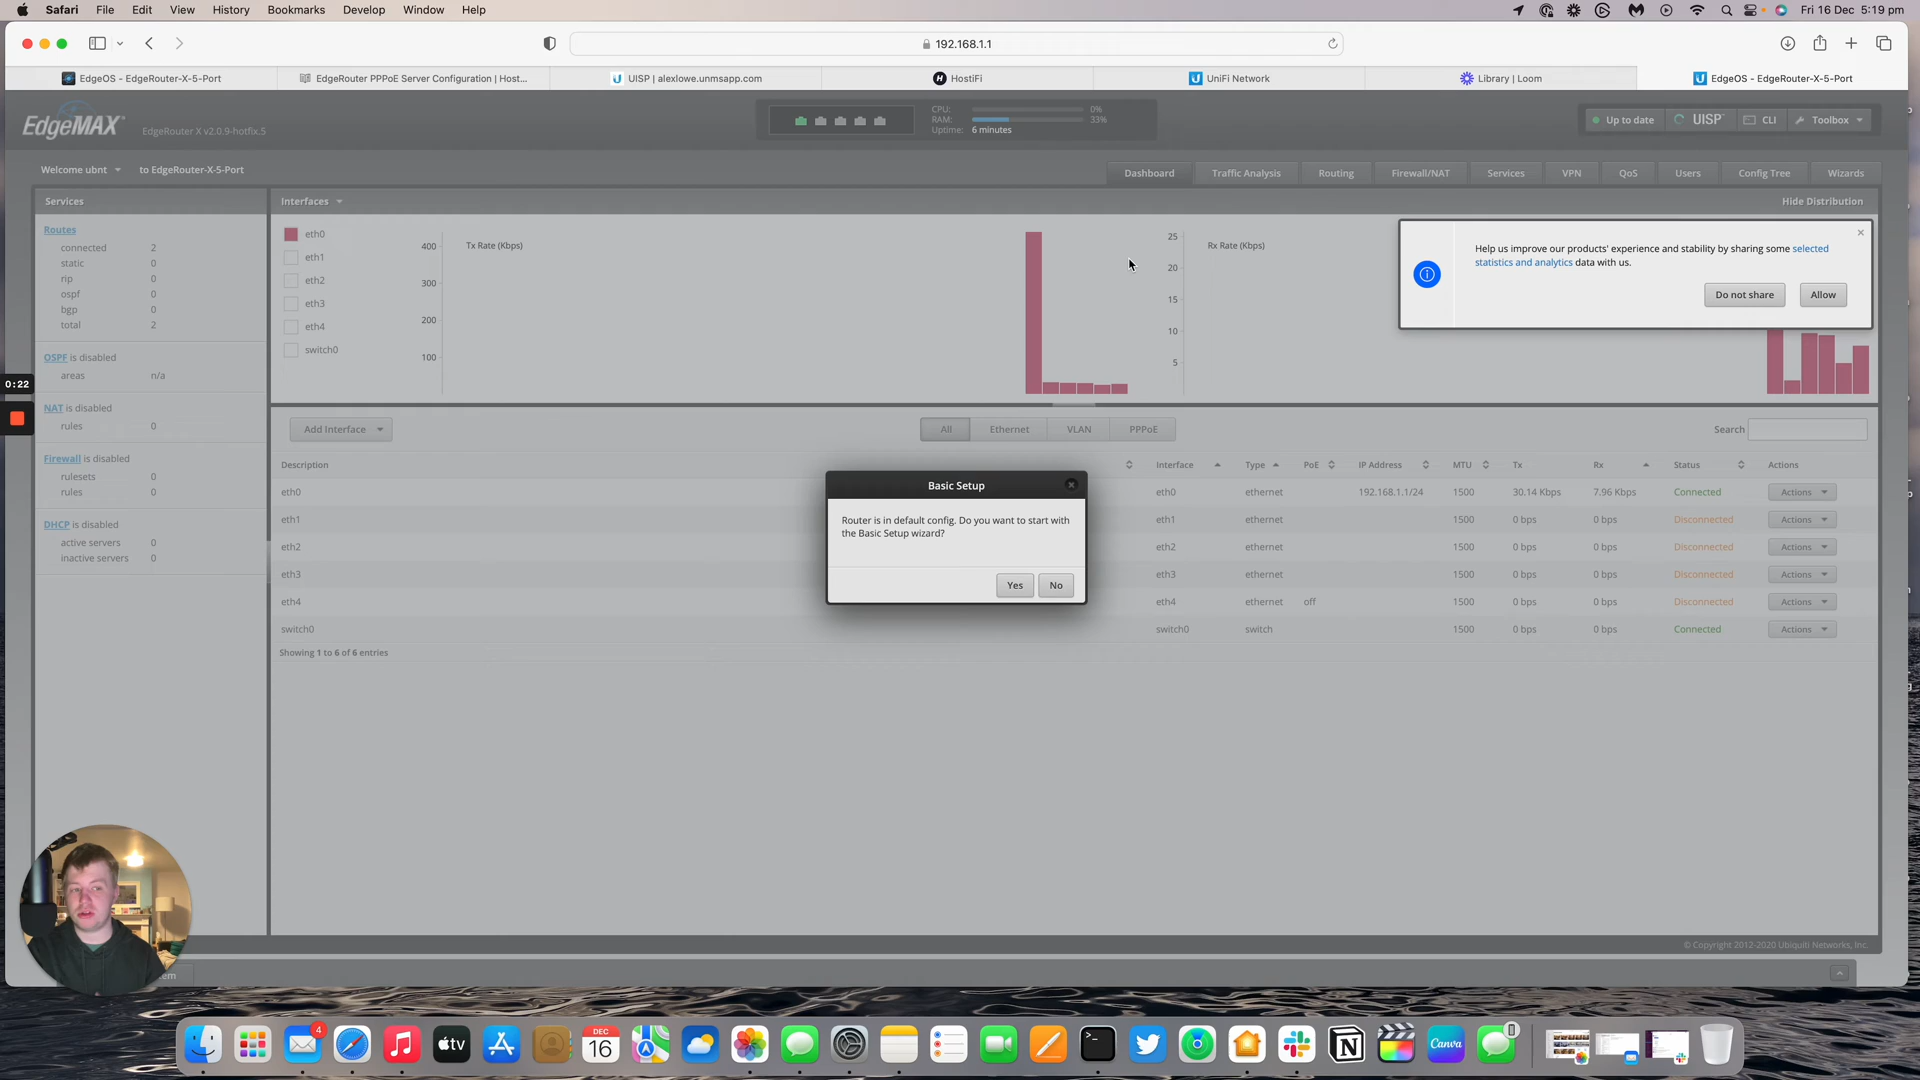 Safari File Edit View History Bookmarks Develop Window Help
Fri 16 Dec 5:19 pm
192.168.1.1
EdgeOS - EdgeRouter-X-5-Port
EdgeRouter PPPoE Server Configuration | Host...
UISP | alexlowe.unmsapp.com
HostiFi
UniFi Network
Library | Loom
EdgeOS - EdgeRouter-X-5-Port
EdgeMAX
EdgeRouter X v2.0.9-hotfix.5
CPU: 0%
RAM: 33%
Uptime: 6 minutes
Up to date
UISP
CLI
Toolbox
Welcome ubnt to EdgeRouter-X-5-Port
Dashboard Traffic Analysis Routing Firewall/NAT Services VPN QoS Users Config Tree Wizards
Services
Interfaces
Hide Distribution
Routes
connected 2
static 0
rip 0
ospf 0
bgp 0
total 2
OSPF is disabled
areas n/a
NAT is disabled
rules 0
Firewall is disabled
rulesets 0
rules 0
DHCP is disabled
active servers 0
inactive servers 0
0:22
eth0
eth1
eth2
eth3
eth4
switch0
Tx Rate (Kbps)
400
300
200
100
Rx Rate (Kbps)
25
20
15
10
5
Help us improve our products' experience and stability by sharing some selected
statistics and analytics data with us.
Do not share
Allow
Add Interface
All Ethernet VLAN PPPoE
Search
Description Interface Type PoE IP Address MTU Tx Rx Status Actions
eth0 eth0 ethernet 192.168.1.1/24 1500 30.14 Kbps 7.96 Kbps Connected Actions
eth1 eth1 ethernet 1500 0 bps 0 bps Disconnected Actions
eth2 eth2 ethernet 1500 0 bps 0 bps Disconnected Actions
eth3 eth3 ethernet 1500 0 bps 0 bps Disconnected Actions
eth4 eth4 ethernet off 1500 0 bps 0 bps Disconnected Actions
switch0 switch0 switch 1500 0 bps 0 bps Connected Actions
Showing 1 to 6 of 6 entries
Basic Setup
Router is in default config. Do you want to start with
the Basic Setup wizard?
Yes
No
© Copyright 2012-2020 Ubiquiti Networks, Inc.
4
tv
DEC
16
Canva